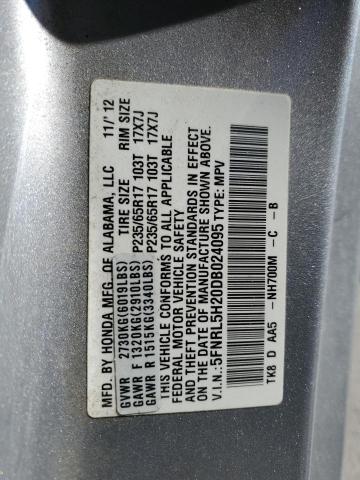 MFD. BY HONDA MFG. OF ALABAMA, LLC 11/'12
TIRE SIZE RIM SIZE
GVWR 2730KG(6019LBS)
GAWR F 1320KG(2910LBS) P235/65R17 103T 17X7J
GAWR R 1515KG(3340LBS) P235/65R17 103T 17X7J
THIS VEHICLE CONFORMS TO ALL APPLICABLE
FEDERAL MOTOR VEHICLE SAFETY
AND THEFT PREVENTION STANDARDS IN EFFECT
ON THE DATE OF MANUFACTURE SHOWN ABOVE.
V.I.N.: 5FNRL5H20DB024095 TYPE: MPV
TK8 D AA5 -NH700M -C -B